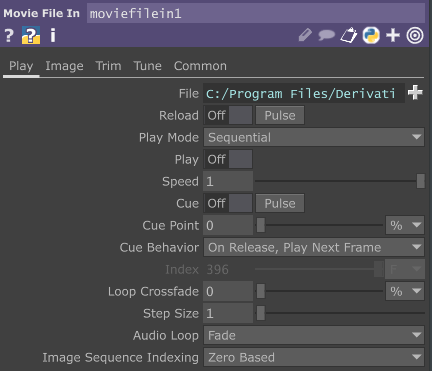 Movie File In moviefilein1
? ? i
Play Image Trim Tune Common
File C:/Program Files/Derivati
Reload Off Pulse
Play Mode Sequential
Play Off
Speed 1
Cue Off Pulse
Cue Point 0 %
Cue Behavior On Release, Play Next Frame
Index 396 F
Loop Crossfade 0 %
Step Size 1
Audio Loop Fade
Image Sequence Indexing Zero Based